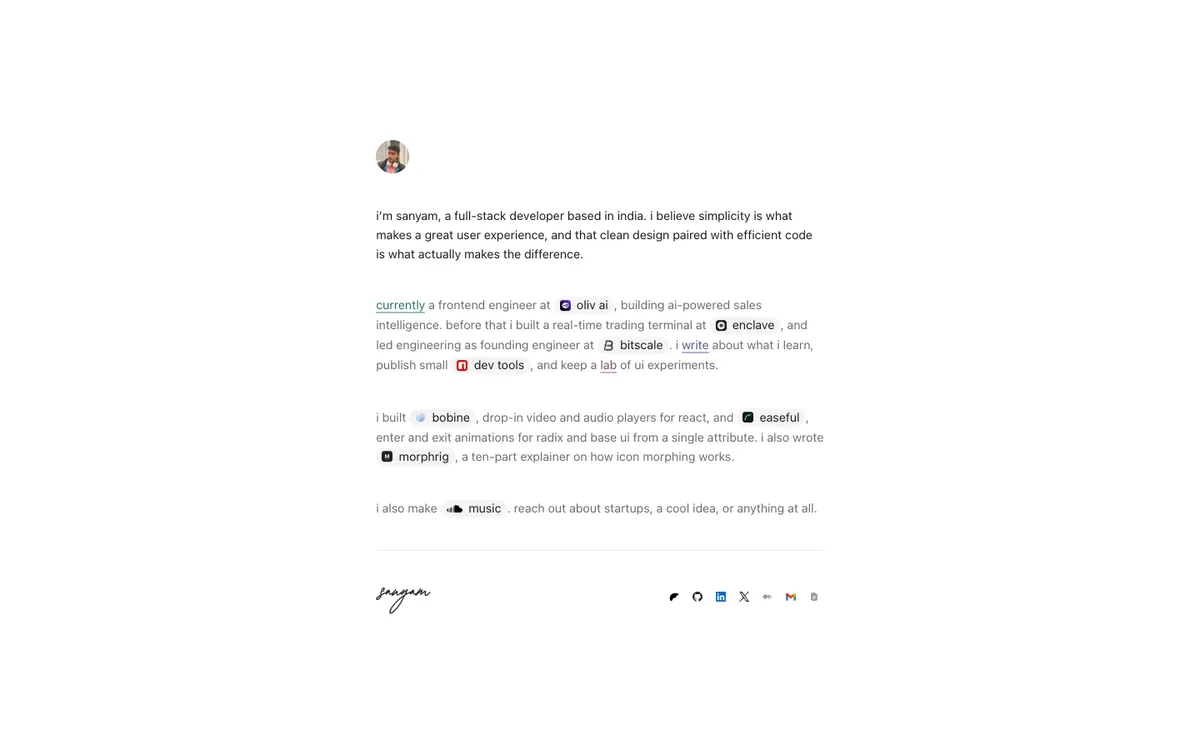 i'm sanyam, a full-stack developer based in india. i believe simplicity is what
makes a great user experience, and that clean design paired with efficient code
is what actually makes the difference.
currently a frontend engineer at oliv ai , building ai-powered sales
intelligence. before that i built a real-time trading terminal at enclave , and
led engineering as founding engineer at bitscale . i write about what i learn,
publish small dev tools , and keep a lab of ui experiments.
i built bobine , drop-in video and audio players for react, and easeful ,
enter and exit animations for radix and base ui from a single attribute. i also wrote
morphrig , a ten-part explainer on how icon morphing works.
i also make music . reach out about startups, a cool idea, or anything at all.
sanyam